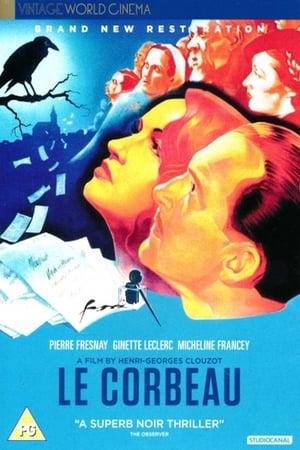 VINTAGE WORLD CINEMA
BRAND NEW RESTORATION
PIERRE FRESNAY GINETTE LECLERC MICHELINE FRANCEY
A FILM BY HENRI-GEORGES CLOUZOT
LE CORBEAU
"A SUPERB NOIR THRILLER"
THE OBSERVER
PG
STUDIOCANAL